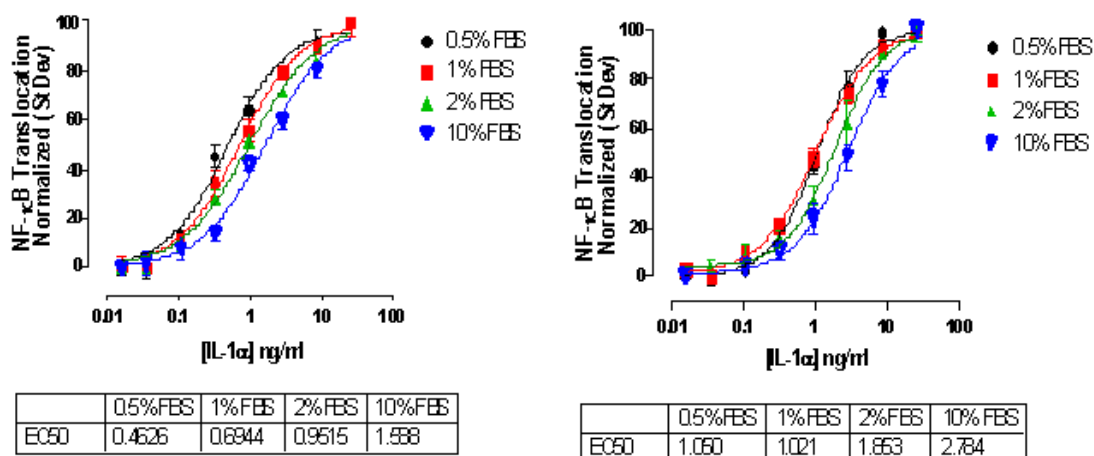 NF-κB Translocation
Normalized (St Dev)
100
80
60
40
20
0
0.01 0.1 1 10 100
[IL-1α] ng/ml
0.5% FBS
1% FBS
2% FBS
10% FBS
0.5% FBS 1% FBS 2% FBS 10% FBS
EC50 0.4626 0.6944 0.9515 1.588
NF-κB Translocation
Normalized (St Dev)
100
80
60
40
20
0
0.01 0.1 1 10 100
[IL-1α] ng/ml
0.5% FBS
1% FBS
2% FBS
10% FBS
0.5% FBS 1% FBS 2% FBS 10% FBS
EC50 1.050 1.021 1.853 2.784